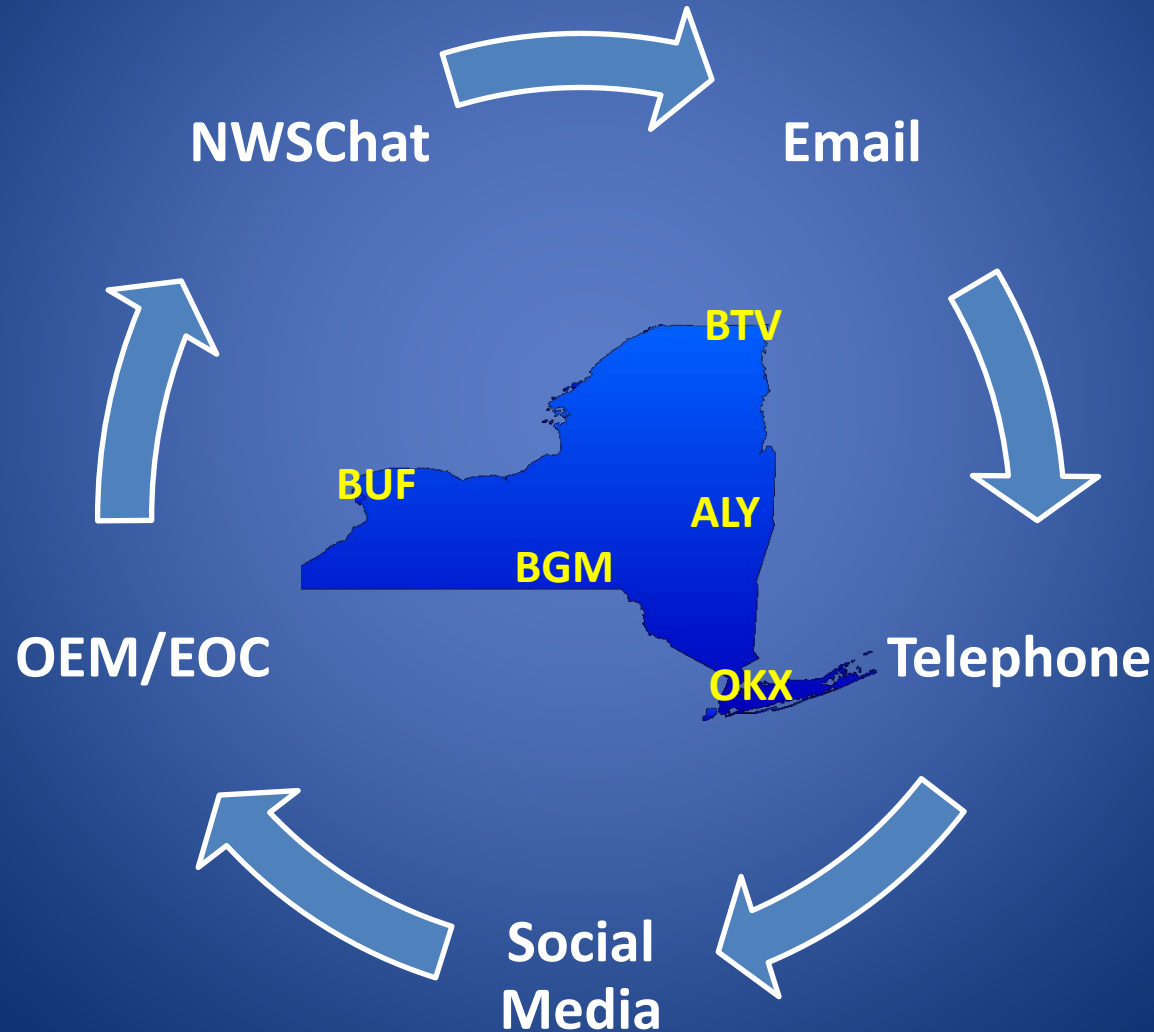 NWSChat
Email
BTV
BUF
ALY
BGM
OEM/EOC
Telephone
OKX
Social
Media